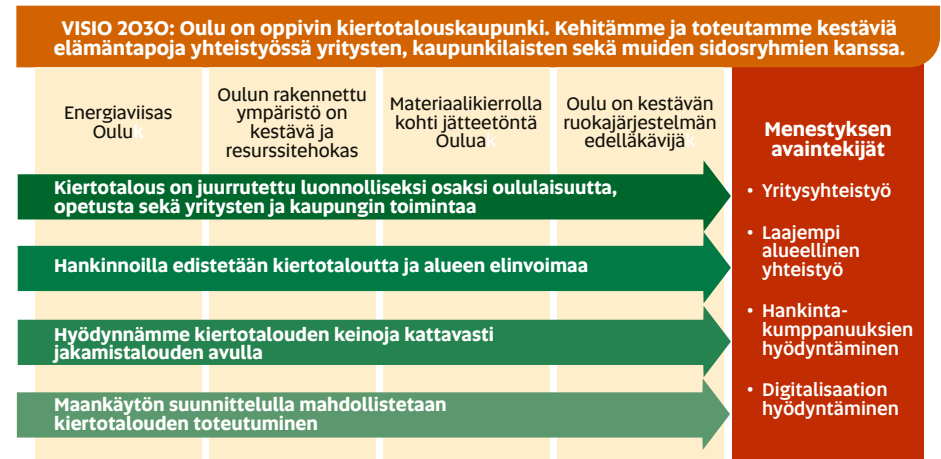 VISIO 2030: Oulu on oppivin kiertotalouskaupunki. Kehitämme ja toteutamme kestäviä
elämäntapoja yhteistyössä yritysten, kaupunkilaisten sekä muiden sidosryhmien kanssa.
Energiaviisas
Oulu
Oulun rakennettu
ympäristö on
kestävä ja
resurssitehokas
Materiaalikierrolla
kohti jätteetöntä
Oulua
Oulu on kestävän
ruokajärjestelmän
edelläkävijä
Kiertotalous on juurrutettu luonnolliseksi osaksi oululaisuutta,
opetusta sekä yritysten ja kaupungin toimintaa
Hankinnoilla edistetään kiertotaloutta ja alueen elinvoimaa
Hyödynnämme kiertotalouden keinoja kattavasti
jakamistalouden avulla
Maankäytön suunnittelulla mahdollistetaan
kiertotalouden toteutuminen
Menestyksen
avaintekijät
• Yritysyhteistyö
• Laajempi
alueellinen
yhteistyö
• Hankinta-
kumppanuuksien
hyödyntäminen
• Digitalisaation
hyödyntäminen